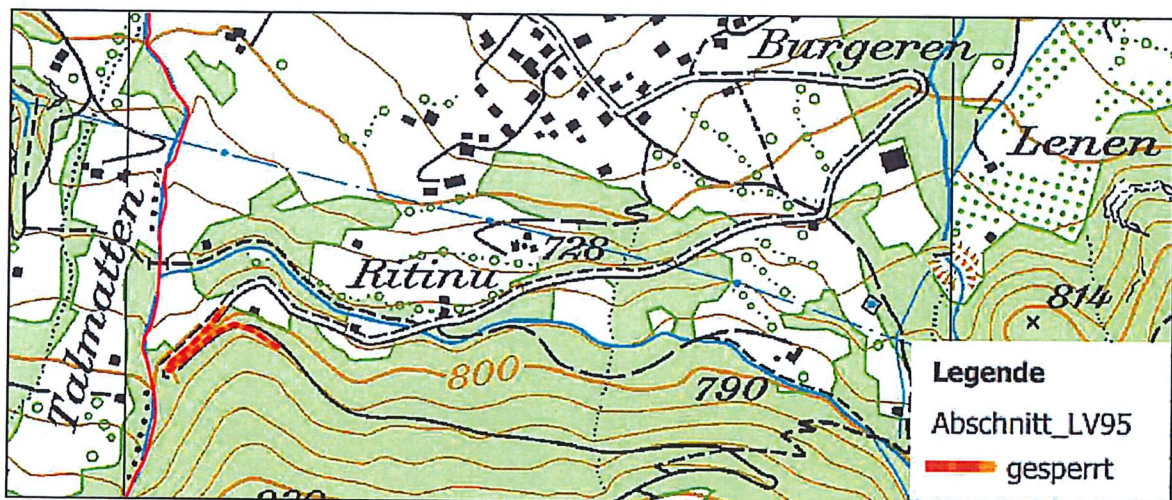 Burgeren
Lenen
Talmatten
Ritinu
728
814
800
790
Legende
Abschnitt_LV95
gesperrt